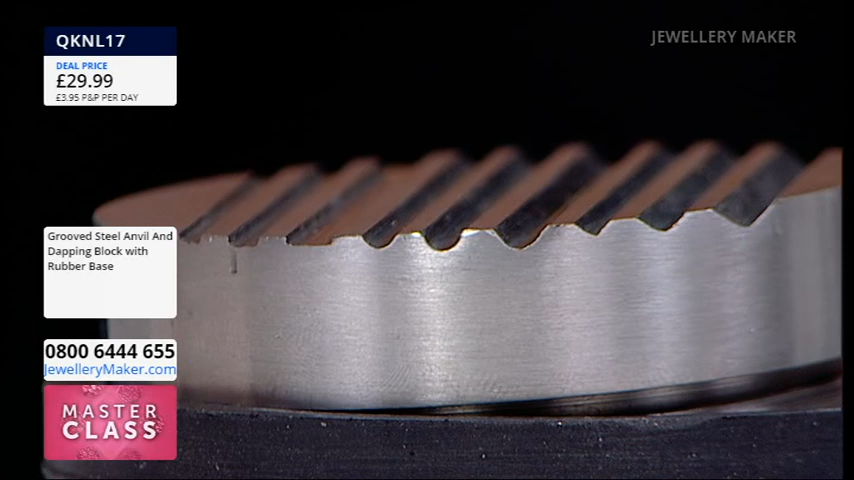 QKNL17
DEAL PRICE
£29.99
£3.95 P&P PER DAY
JEWELLERY MAKER
Grooved Steel Anvil And
Dapping Block with
Rubber Base
0800 6444 655
JewelleryMaker.com
MASTER
CLASS